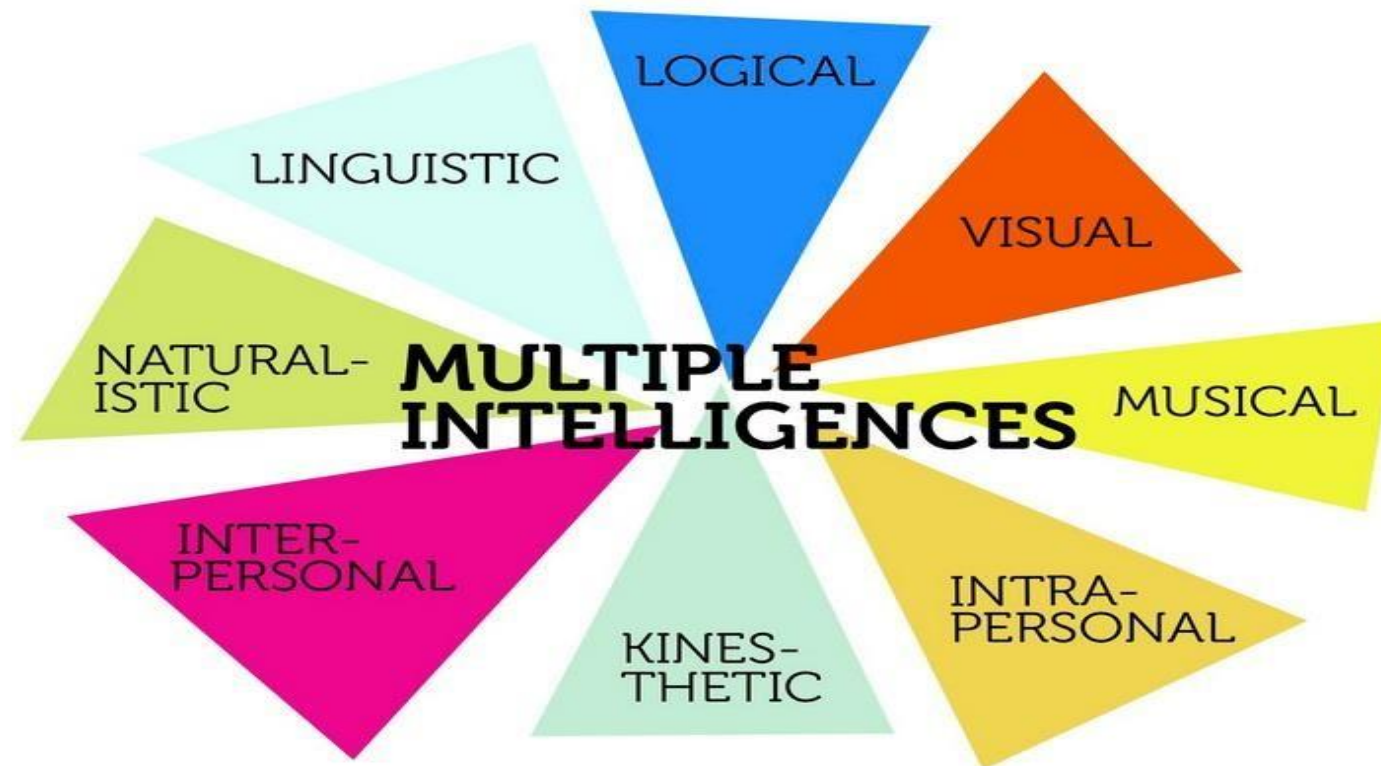 LOGICAL
LINGUISTIC
VISUAL
NATURAL-
ISTIC
MULTIPLE
INTELLIGENCES
MUSICAL
INTER-
PERSONAL
KINES-
THETIC
INTRA-
PERSONAL